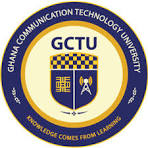 GHANA COMMUNICATION TECHNOLOGY UNIVERSITY
GCTU
KNOWLEDGE COMES FROM LEARNING